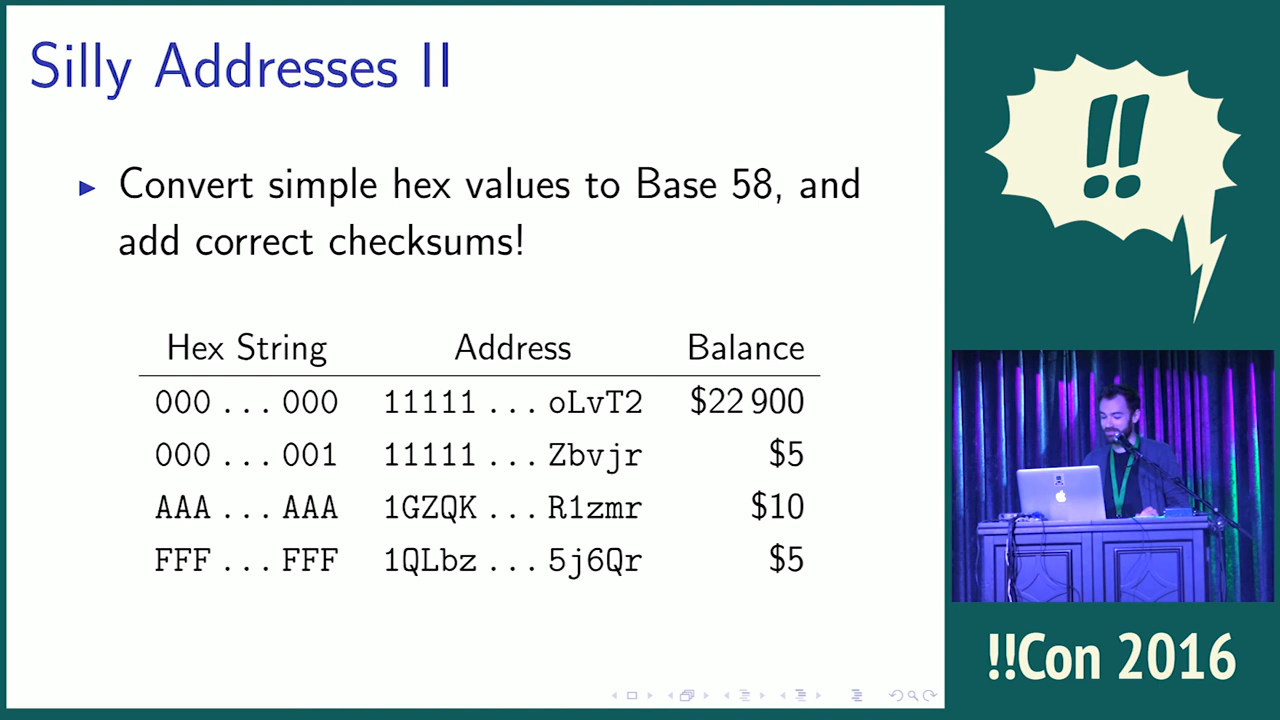 Silly Addresses II
Convert simple hex values to Base 58, and
add correct checksums!
Hex String Address Balance
000 ... 000 11111 ... oLvT2 $22 900
000 ... 001 11111 ... Zbvjr $5
AAA ... AAA 1GZQK ... R1zmr $10
FFF ... FFF 1QLbz ... 5j6Qr $5
!!
!!Con 2016